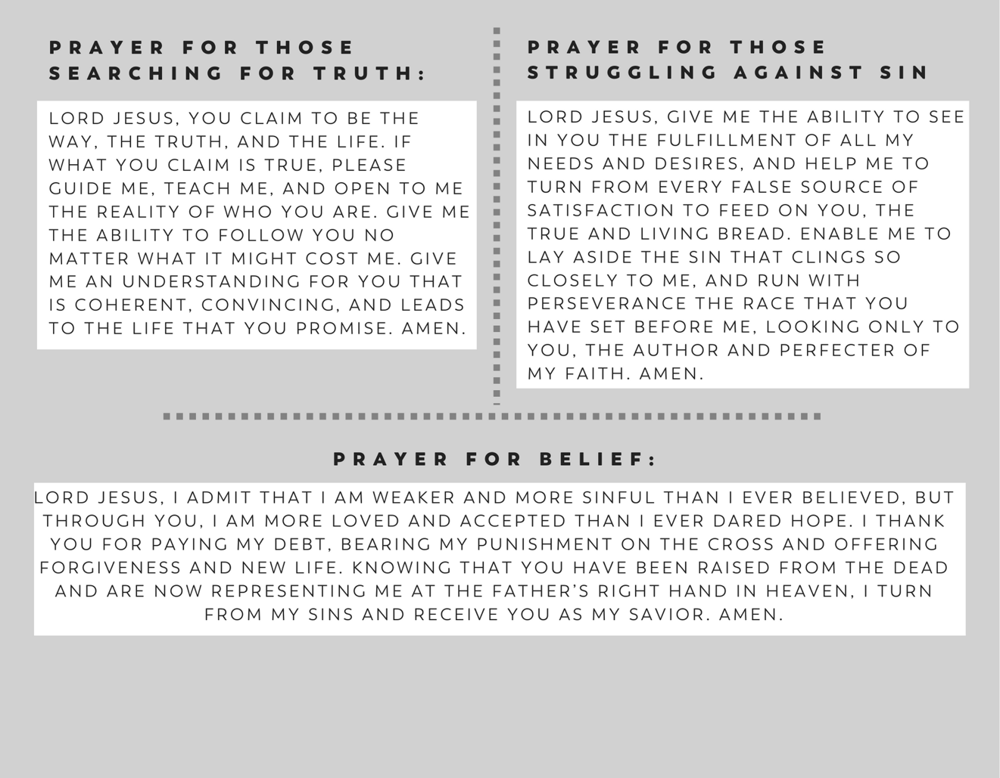 PRAYER FOR THOSE
SEARCHING FOR TRUTH:
LORD JESUS, YOU CLAIM TO BE THE
WAY, THE TRUTH, AND THE LIFE. IF
WHAT YOU CLAIM IS TRUE, PLEASE
GUIDE ME, TEACH ME, AND OPEN TO ME
THE REALITY OF WHO YOU ARE. GIVE ME
THE ABILITY TO FOLLOW YOU NO
MATTER WHAT IT MIGHT COST ME. GIVE
ME AN UNDERSTANDING FOR YOU THAT
IS COHERENT, CONVINCING, AND LEADS
TO THE LIFE THAT YOU PROMISE. AMEN.
PRAYER FOR THOSE
STRUGGLING AGAINST SIN
LORD JESUS, GIVE ME THE ABILITY TO SEE
IN YOU THE FULFILLMENT OF ALL MY
NEEDS AND DESIRES, AND HELP ME TO
TURN FROM EVERY FALSE SOURCE OF
SATISFACTION TO FEED ON YOU, THE
TRUE AND LIVING BREAD. ENABLE ME TO
LAY ASIDE THE SIN THAT CLINGS SO
CLOSELY TO ME, AND RUN WITH
PERSEVERANCE THE RACE THAT YOU
HAVE SET BEFORE ME, LOOKING ONLY TO
YOU, THE AUTHOR AND PERFECTER OF
MY FAITH. AMEN.
PRAYER FOR BELIEF:
LORD JESUS, I ADMIT THAT I AM WEAKER AND MORE SINFUL THAN I EVER BELIEVED, BUT
THROUGH YOU, I AM MORE LOVED AND ACCEPTED THAN I EVER DARED HOPE. I THANK
YOU FOR PAYING MY DEBT, BEARING MY PUNISHMENT ON THE CROSS AND OFFERING
FORGIVENESS AND NEW LIFE. KNOWING THAT YOU HAVE BEEN RAISED FROM THE DEAD
AND ARE NOW REPRESENTING ME AT THE FATHER'S RIGHT HAND IN HEAVEN, I TURN
FROM MY SINS AND RECEIVE YOU AS MY SAVIOR. AMEN.